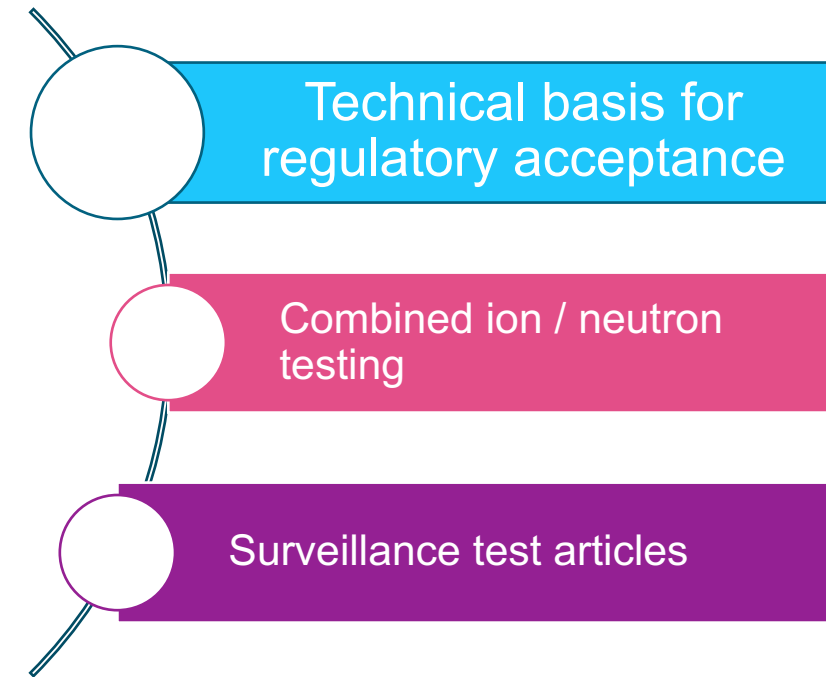 Technical basis for
regulatory acceptance
Combined ion / neutron
testing
Surveillance test articles